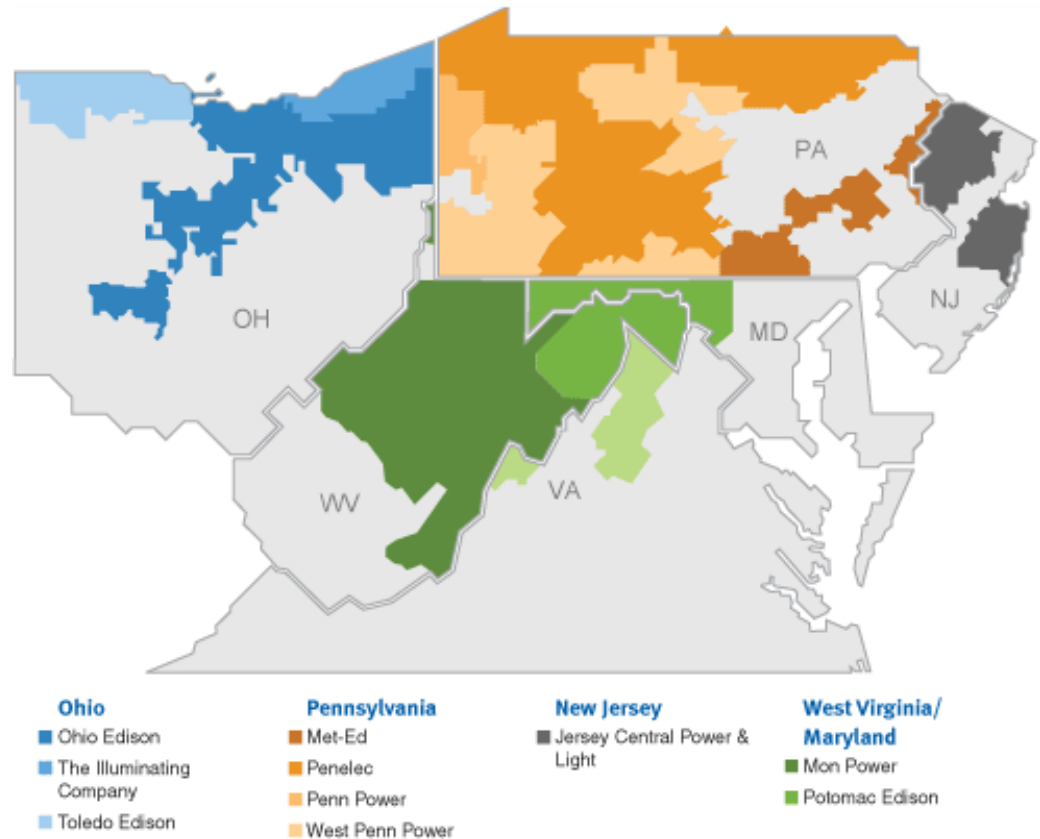 PA
OH
NJ
MD
WV
VA
Ohio
Ohio Edison
The Illuminating
Company
Toledo Edison
Pennsylvania
Met-Ed
Penelec
Penn Power
West Penn Power
New Jersey
Jersey Central Power &
Light
West Virginia/
Maryland
Mon Power
Potomac Edison